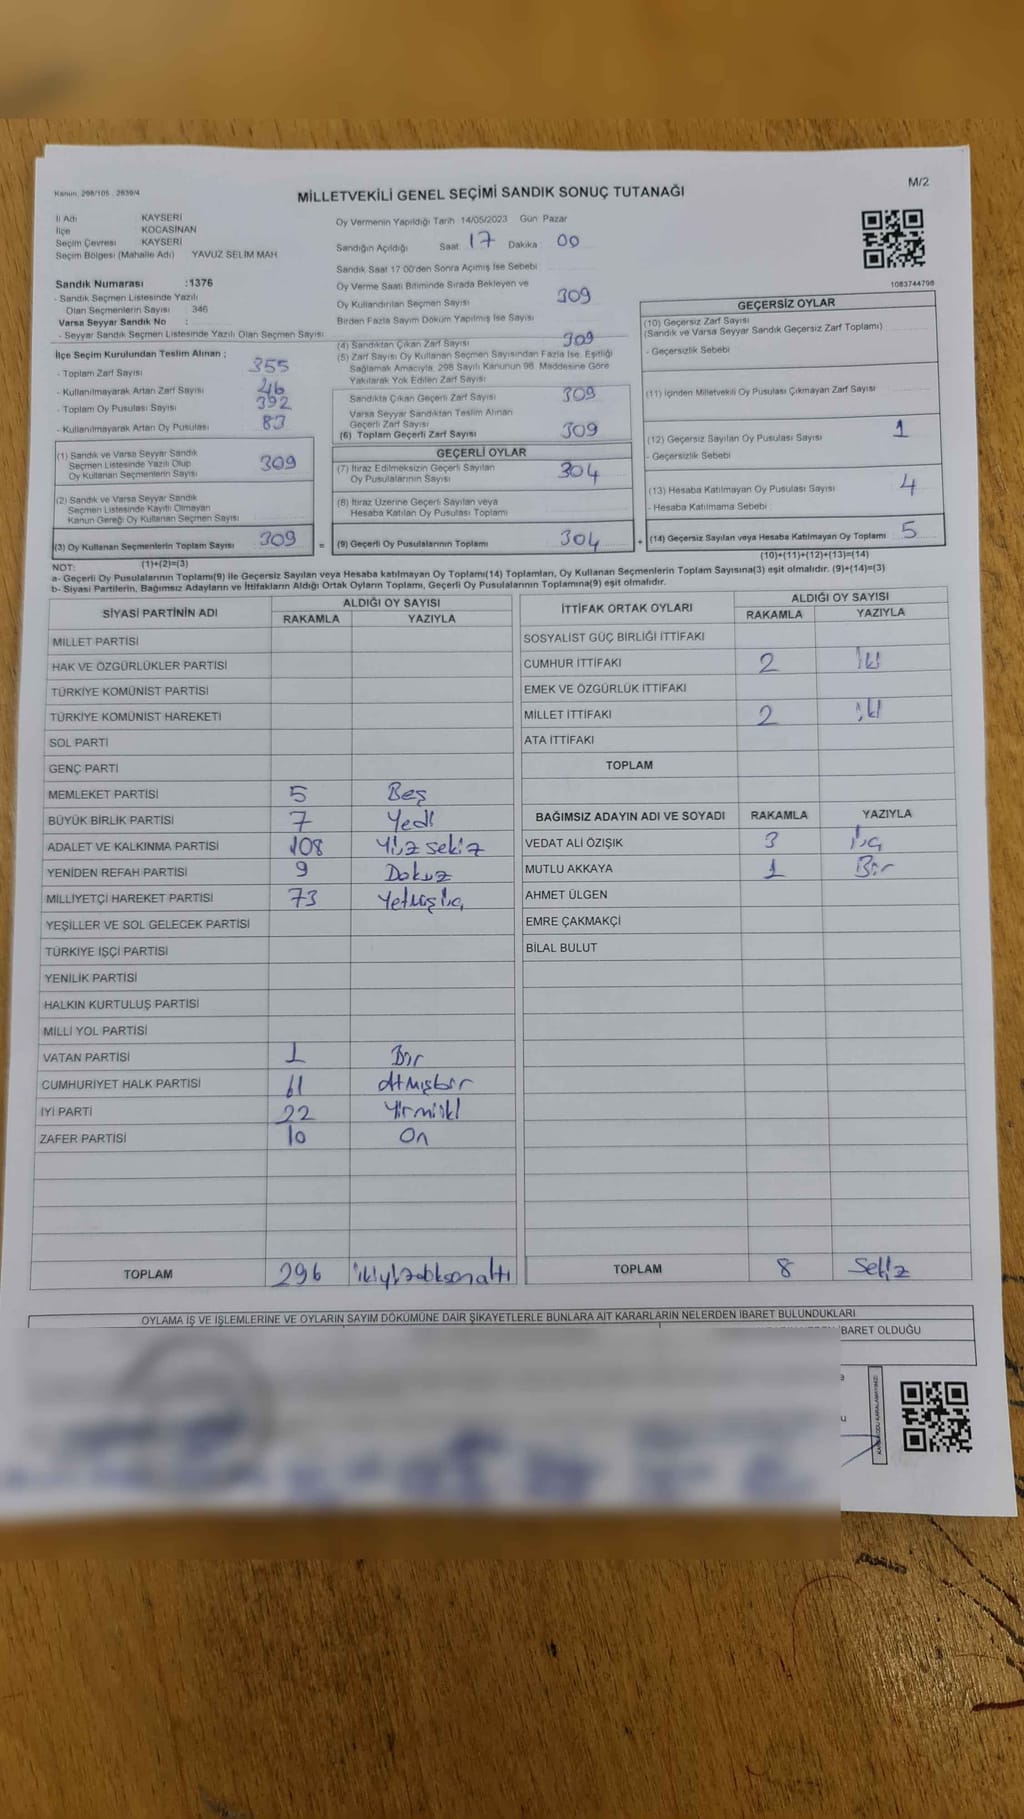 Kanun: 298/105 , 2839/4
MİLLETVEKİLİ GENEL SEÇİMİ SANDIK SONUÇ TUTANAĞI
M/2
İl Adı KAYSERİ
İlçe KOCASİNAN
Seçim Çevresi KAYSERİ
Seçim Bölgesi (Mahalle Adı) YAVUZ SELİM MAH
Sandık Numarası :1376
- Sandık Seçmen Listesinde Yazılı
Olan Seçmenlerin Sayısı 346
Varsa Seyyar Sandık No :
- Seyyar Sandık Seçmen Listesinde Yazılı Olan Seçmen Sayısı
İlçe Seçim Kurulundan Teslim Alınan ;
- Toplam Zarf Sayısı 355
- Kullanılmayarak Artan Zarf Sayısı 46
- Toplam Oy Pusulası Sayısı 392
- Kullanılmayarak Artan Oy Pusulası 83
(1) Sandık ve Varsa Seyyar Sandık
Seçmen Listesinde Yazılı Olup
Oy Kullanan Seçmenlerin Sayısı 309
(2) Sandık ve Varsa Seyyar Sandık
Seçmen Listesinde Kayıtlı Olmayan
Kanun Gereği Oy Kullanan Seçmen Sayısı
(3) Oy Kullanan Seçmenlerin Toplam Sayısı 309 =
(1)+(2)=(3)
Oy Vermenin Yapıldığı Tarih 14/05/2023 Gün Pazar
Sandığın Açıldığı Saat 17 Dakika 00
Sandık Saat 17 00'den Sonra Açımış İse Sebebi
Oy Verme Saati Bitiminde Sırada Bekleyen ve
Oy Kullandırılan Seçmen Sayısı 309
Birden Fazla Sayım Döküm Yapılmış İse Sayısı
(4) Sandıktan Çıkan Zarf Sayısı 309
(5) Zarf Sayısı Oy Kullanan Seçmen Sayısından Fazla İse, Eşitliği
Sağlamak Amacıyla, 298 Sayılı Kanunun 98. Maddesine Göre
Yakılarak Yok Edilen Zarf Sayısı
Sandıkta Çıkan Geçerli Zarf Sayısı 309
Varsa Seyyar Sandıktan Teslim Alınan
Geçerli Zarf Sayısı
(6) Toplam Geçerli Zarf Sayısı 309
GEÇERLİ OYLAR
(7) İtiraz Edilmeksizin Geçerli Sayılan
Oy Pusulalarının Sayısı 304
(8) İtiraz Üzerine Geçerli Sayılan veya
Hesaba Katılan Oy Pusulası Toplamı
(9) Geçerli Oy Pusulalarının Toplamı 304 +
1083744798
GEÇERSİZ OYLAR
(10) Geçersiz Zarf Sayısı
(Sandık ve Varsa Seyyar Sandık Geçersiz Zarf Toplamı)
- Geçersizlik Sebebi
(11) İçinden Milletvekili Oy Pusulası Çıkmayan Zarf Sayısı
(12) Geçersiz Sayılan Oy Pusulası Sayısı 1
- Geçersizlik Sebebi
(13) Hesaba Katılmayan Oy Pusulası Sayısı 4
- Hesaba Katılmama Sebebi
(14) Geçersiz Sayılan veya Hesaba Katılmayan Oy Toplamı 5
(10)+(11)+(12)+(13)=(14)
NOT:
a- Geçerli Oy Pusulalarının Toplamı(9) ile Geçersiz Sayılan veya Hesaba katılmayan Oy Toplamı(14) Toplamları, Oy Kullanan Seçmenlerin Toplam Sayısına(3) eşit olmalıdır. (9)+(14)=(3)
b- Siyasi Partilerin, Bağımsız Adayların ve İttifakların Aldığı Ortak Oyların Toplamı, Geçerli Oy Pusulalarının Toplamına(9) eşit olmalıdır.
SİYASİ PARTİNİN ADI ALDIĞI OY SAYISI
RAKAMLA YAZIYLA
MİLLET PARTİSİ
HAK VE ÖZGÜRLÜKLER PARTİSİ
TÜRKİYE KOMÜNİST PARTİSİ
TÜRKİYE KOMÜNİST HAREKETİ
SOL PARTİ
GENÇ PARTİ
MEMLEKET PARTİSİ 5 Beş
BÜYÜK BİRLİK PARTİSİ 7 Yedi
ADALET VE KALKINMA PARTİSİ 108 Yüz sekiz
YENİDEN REFAH PARTİSİ 9 Dokuz
MİLLİYETÇİ HAREKET PARTİSİ 73 Yetmişüç
YEŞİLLER VE SOL GELECEK PARTİSİ
TÜRKİYE İŞÇİ PARTİSİ
YENİLİK PARTİSİ
HALKIN KURTULUŞ PARTİSİ
MİLLİ YOL PARTİSİ
VATAN PARTİSİ 1 Bir
CUMHURİYET HALK PARTİSİ 61 Atmışbir
İYİ PARTİ 22 Yirmiiki
ZAFER PARTİSİ 10 On
TOPLAM 296 ikiyüzdoksanaltı
İTTİFAK ORTAK OYLARI ALDIĞI OY SAYISI
RAKAMLA YAZIYLA
SOSYALİST GÜÇ BİRLİĞİ İTTİFAKI
CUMHUR İTTİFAKI 2 İki
EMEK VE ÖZGÜRLÜK İTTİFAKI
MİLLET İTTİFAKI 2 iki
ATA İTTİFAKI
TOPLAM
BAĞIMSIZ ADAYIN ADI VE SOYADI RAKAMLA YAZIYLA
VEDAT ALİ ÖZIŞIK 3 üç
MUTLU AKKAYA 1 Bir
AHMET ÜLGEN
EMRE ÇAKMAKÇİ
BİLAL BULUT
TOPLAM 8 Sekiz
OYLAMA İŞ VE İŞLEMLERİNE VE OYLARIN SAYIM DÖKÜMÜNE DAİR ŞİKAYETLERLE BUNLARA AİT KARARLARIN NELERDEN İBARET BULUNDUKLARI
İBARET OLDUĞU